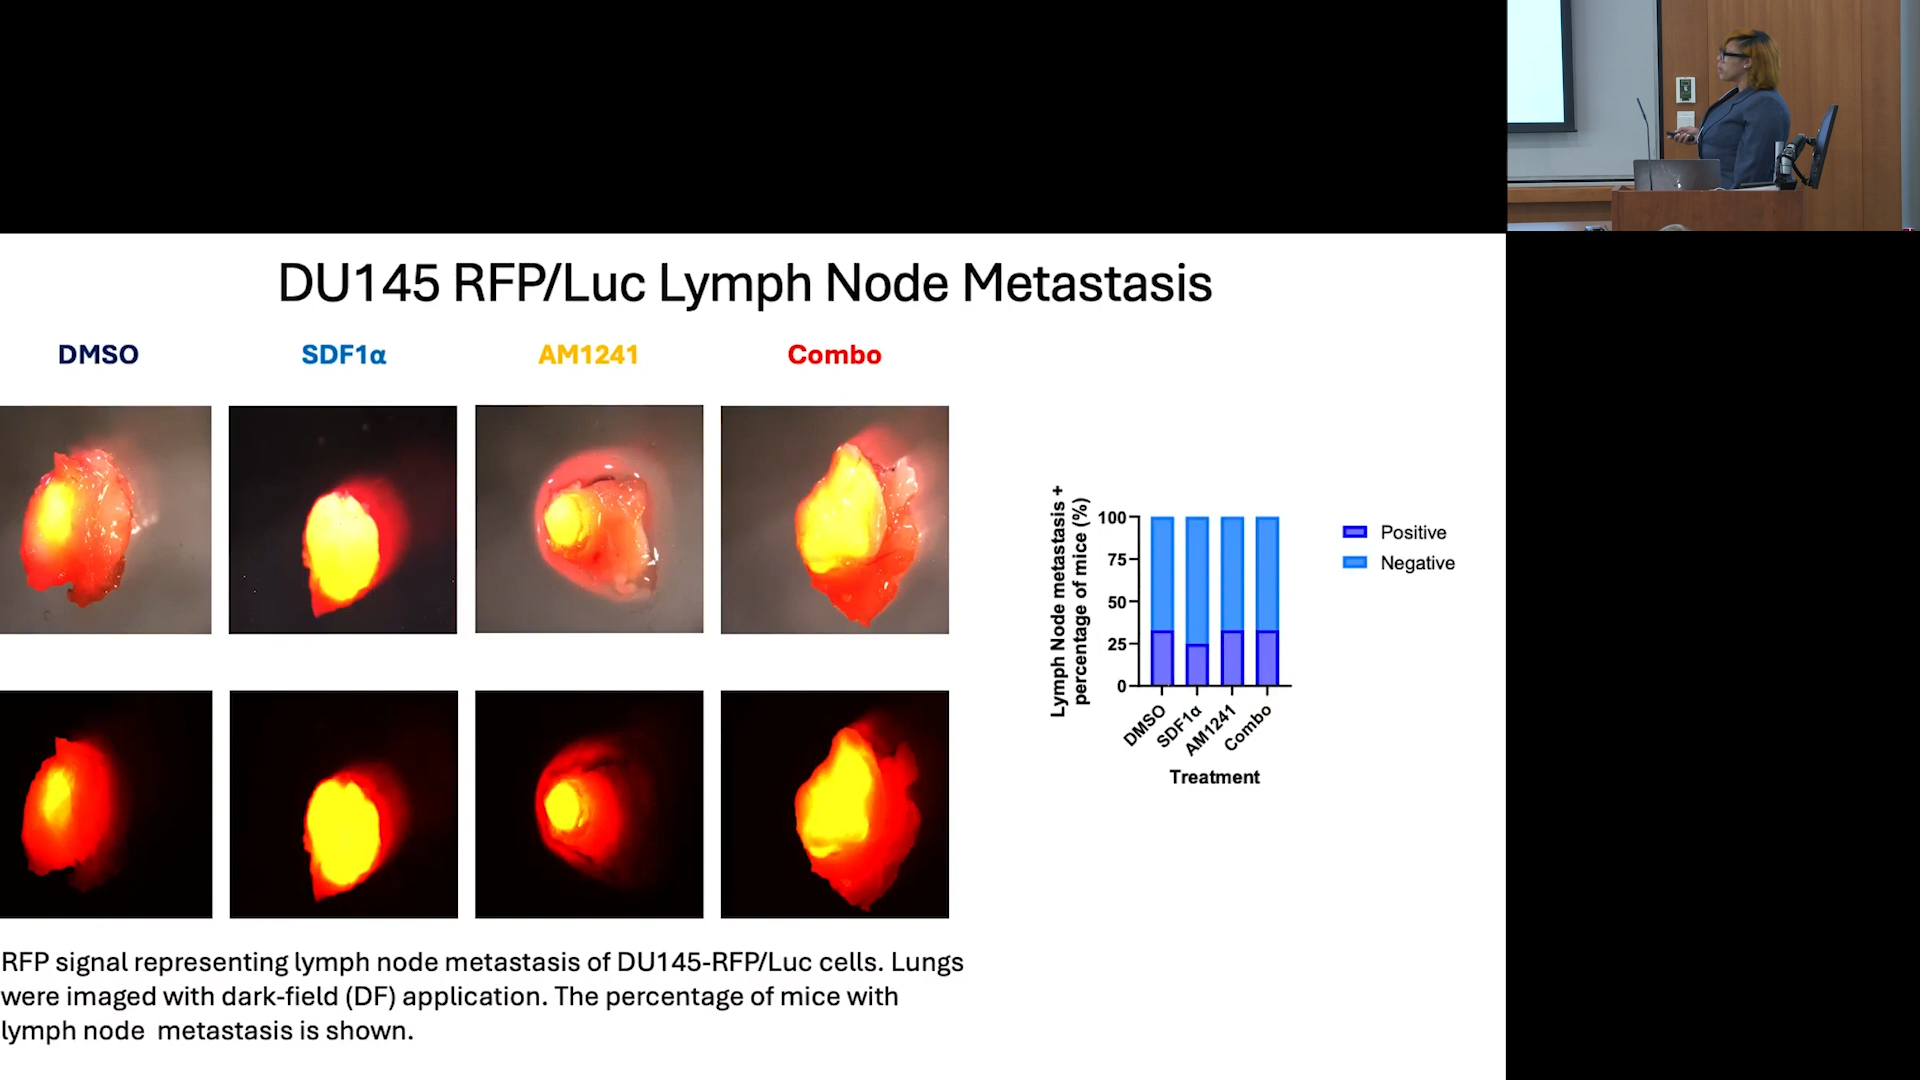 DU145 RFP/Luc Lymph Node Metastasis
DMSO
SDF1α
AM1241
Combo
Lymph Node metastasis +
percentage of mice (%)
100
75
50
25
0
DMSO
SDF1α
AM1241
Combo
Treatment
Positive
Negative
RFP signal representing lymph node metastasis of DU145-RFP/Luc cells. Lungs
were imaged with dark-field (DF) application. The percentage of mice with
lymph node metastasis is shown.